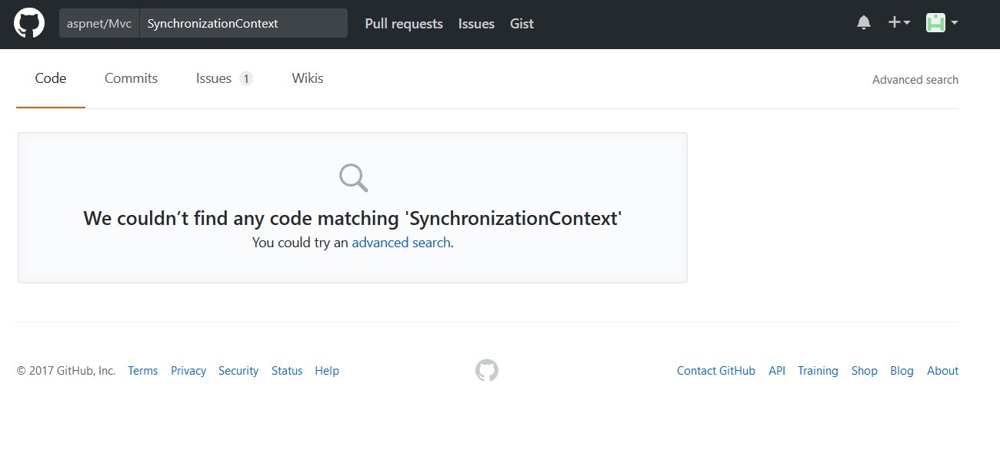 aspnet/Mvc SynchronizationContext Pull requests Issues Gist
Code Commits Issues 1 Wikis Advanced search
We couldn’t find any code matching 'SynchronizationContext'
You could try an advanced search.
© 2017 GitHub, Inc. Terms Privacy Security Status Help Contact GitHub API Training Shop Blog About